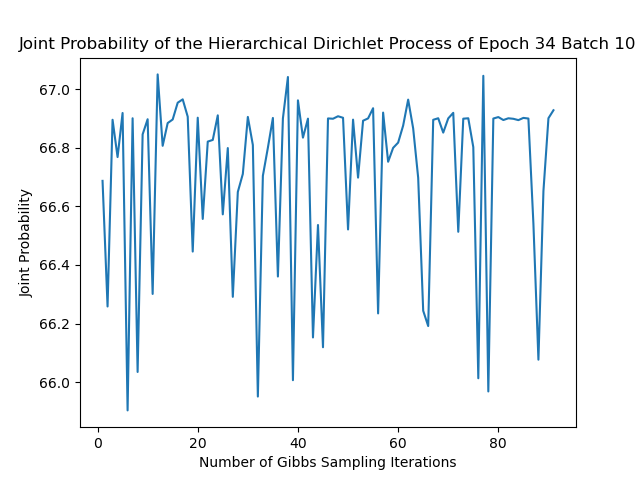 Joint Probability of the Hierarchical Dirichlet Process of Epoch 34 Batch 10
67.0
66.8
66.6
66.4
66.2
66.0
Joint Probability
0 20 40 60 80
Number of Gibbs Sampling Iterations